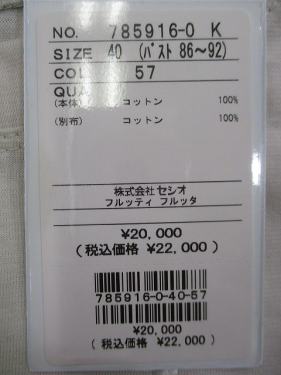 NO. 785916-0 K
SIZE 40 (バスト 86～92)
COL 57
QUA
(本体) コットン 100%
(別布) コットン 100%
株式会社セシオ
フルッティ フルッタ
¥20,000
(税込価格 ¥22,000)
785916-0-40-57
¥20,000
(税込価格 ¥22,000)